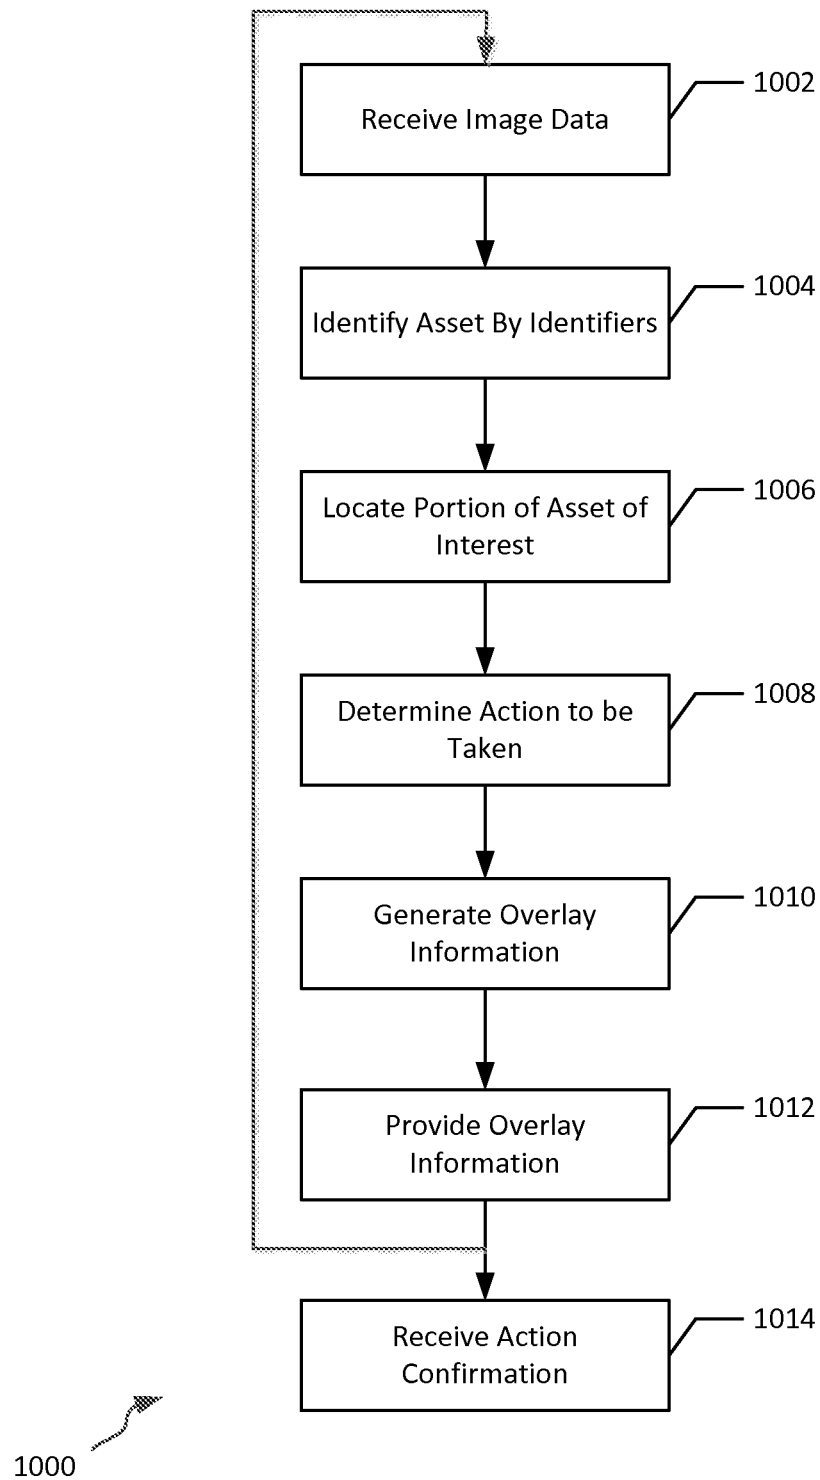 1002
Receive Image Data
1004
Identify Asset By Identifiers
1006
Locate Portion of Asset of
Interest
1008
Determine Action to be
Taken
1010
Generate Overlay
Information
1012
Provide Overlay
Information
1014
Receive Action
Confirmation
1000